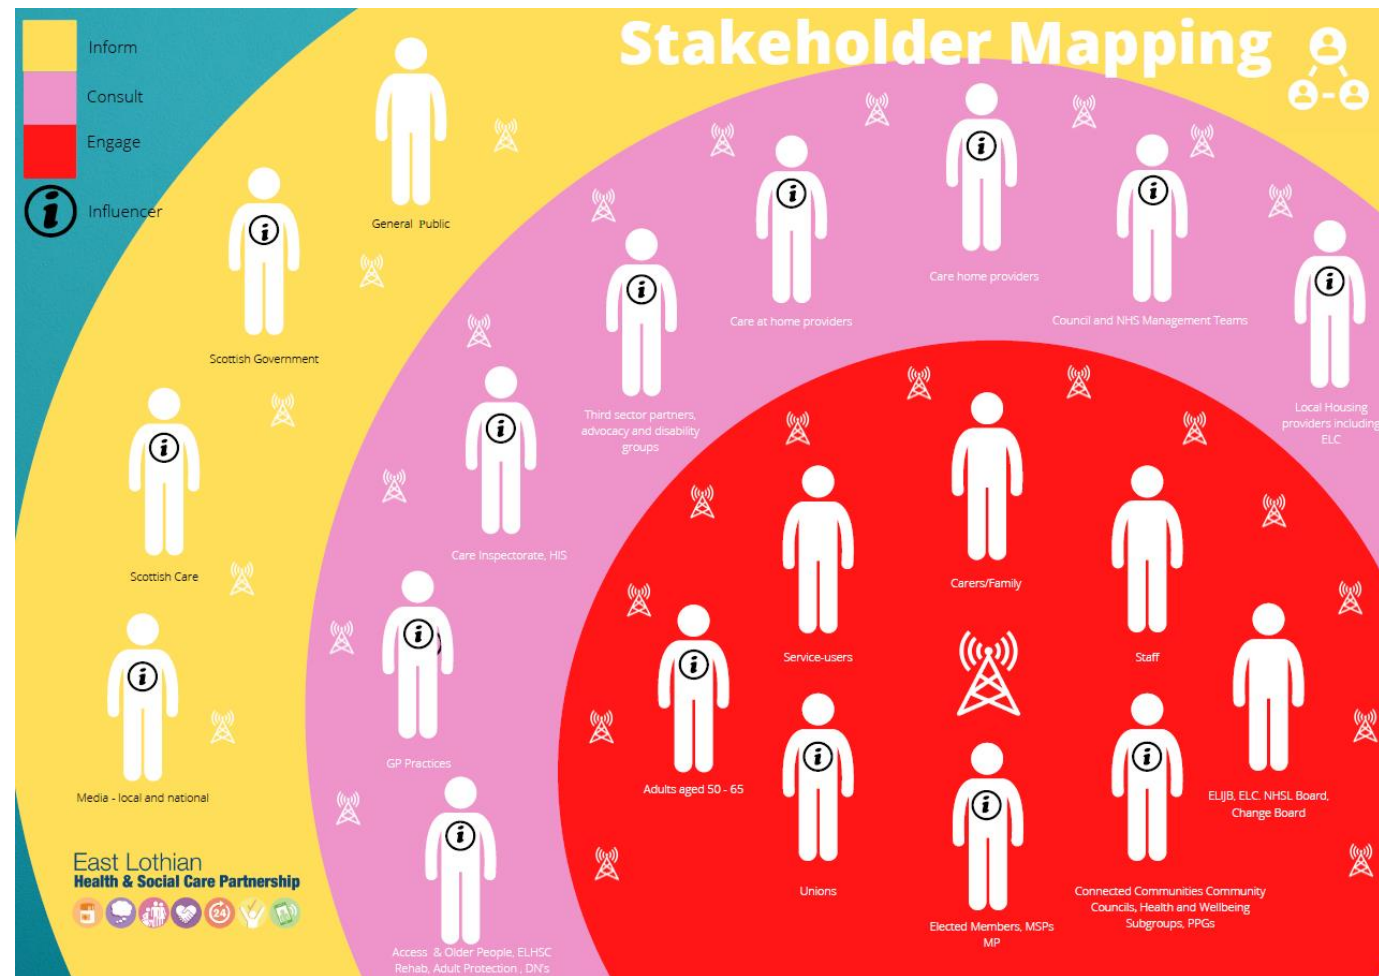 Stakeholder Mapping
Inform
Consult
Engage
Influencer
General Public
Scottish Government
Scottish Care
Media - local and national
Care home providers
Care at home providers
Council and NHS Management Teams
Local Housing
providers including
ELC
Third sector partners,
advocacy and disability
groups
Care Inspectorate, HIS
GP Practices
Access & Older People, ELHSC
Rehab, Adult Protection , DN's
Carers/Family
Service-users
Staff
Adults aged 50 - 65
ELIJB, ELC. NHSL Board,
Change Board
Unions
Elected Members, MSPs
MP
Connected Communities Community
Councils, Health and Wellbeing
Subgroups, PPGs
East Lothian
Health & Social Care Partnership
24